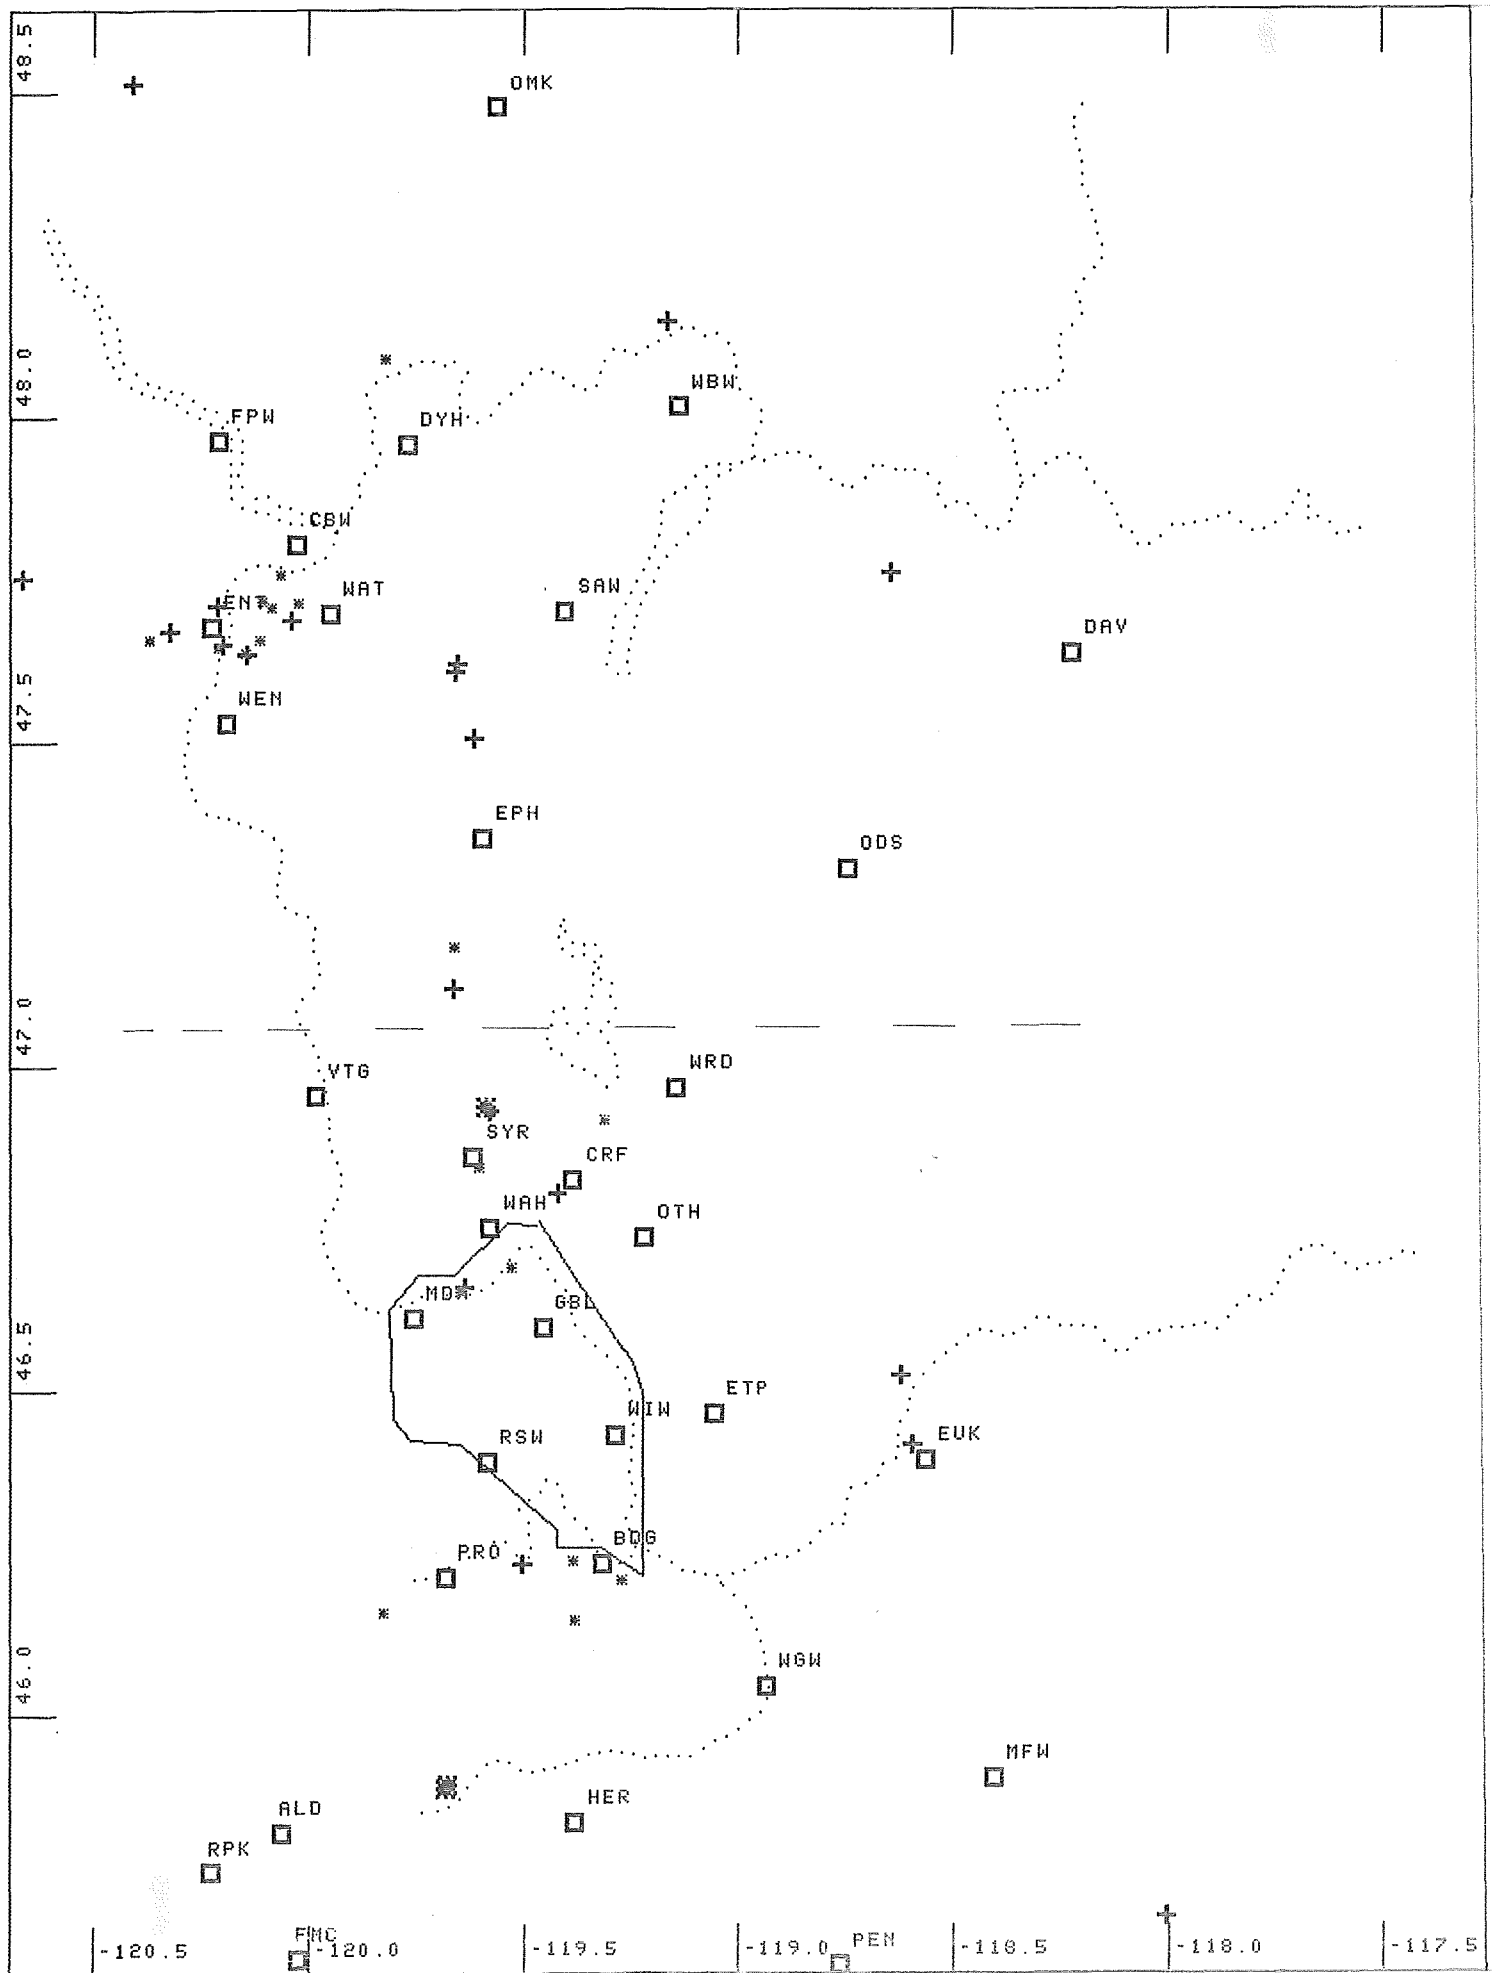 48.5
OMK
48.0
WBW
FPW
DYH
CBW
WAT
SAW
ENT
DAV
47.5
WEN
EPH
ODS
47.0
WRD
VTG
SYR
CRF
WAH
OTH
MDW
GBL
46.5
ETP
WIW
EUK
RSW
BDG
PRO
46.0
WGW
MFW
ALD
HER
RPK
FMC
PEN
-120.5
-120.0
-119.5
-119.0
-118.5
-118.0
-117.5